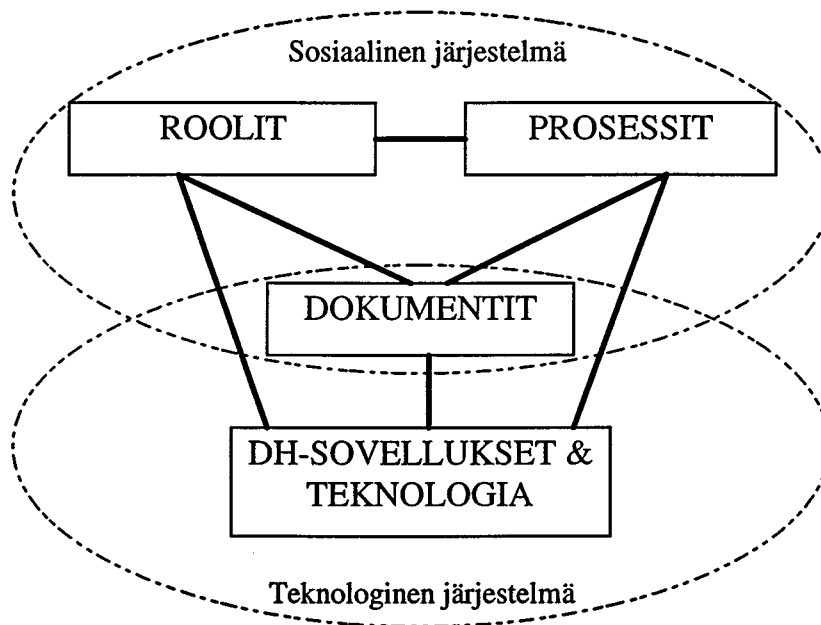 Sosiaalinen järjestelmä
ROOLIT
PROSESSIT
DOKUMENTIT
DH-SOVELLUKSET &
TEKNOLOGIA
Teknologinen järjestelmä